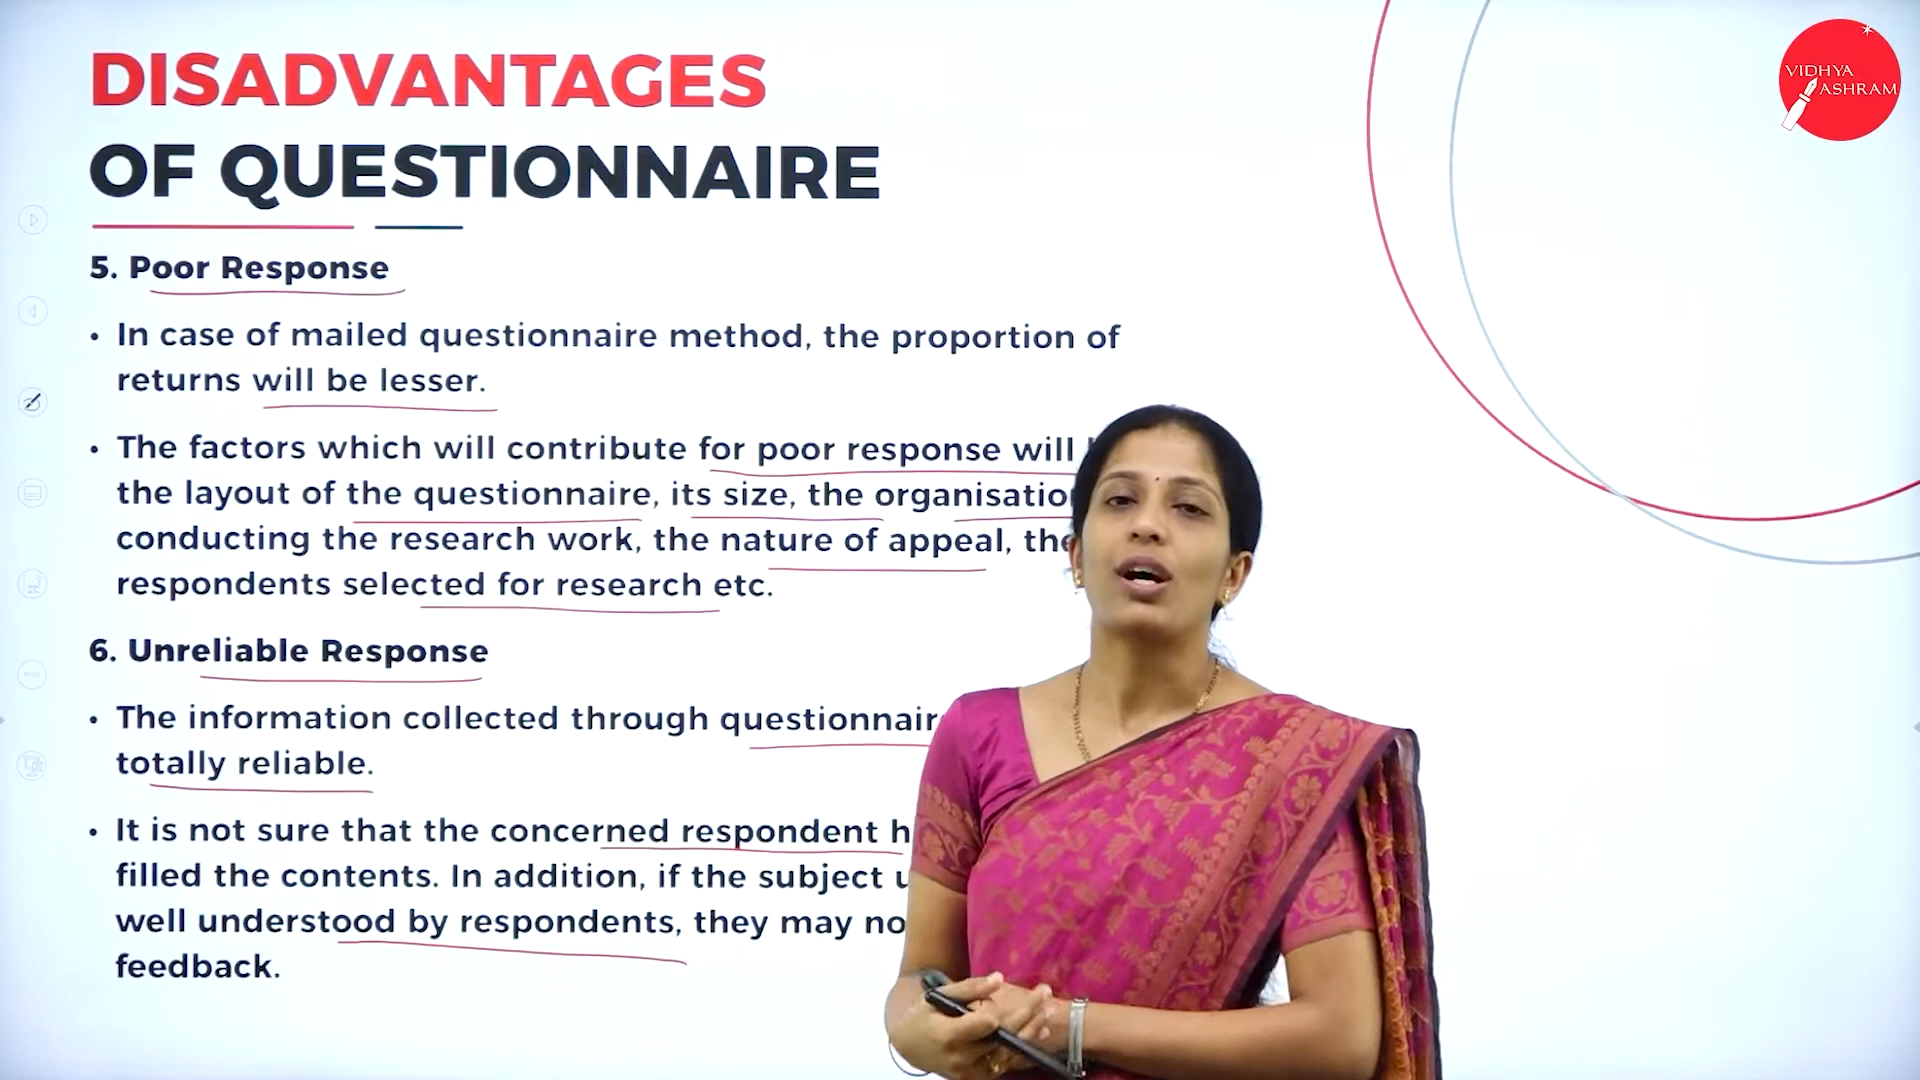 DISADVANTAGES
OF QUESTIONNAIRE
VIDHYA
ASHRAM
5. Poor Response
• In case of mailed questionnaire method, the proportion of
returns will be lesser.
• The factors which will contribute for poor response will
the layout of the questionnaire, its size, the organisation
conducting the research work, the nature of appeal, the
respondents selected for research etc.
6. Unreliable Response
• The information collected through questionnair
totally reliable.
• It is not sure that the concerned respondent h
filled the contents. In addition, if the subject
well understood by respondents, they may no
feedback.